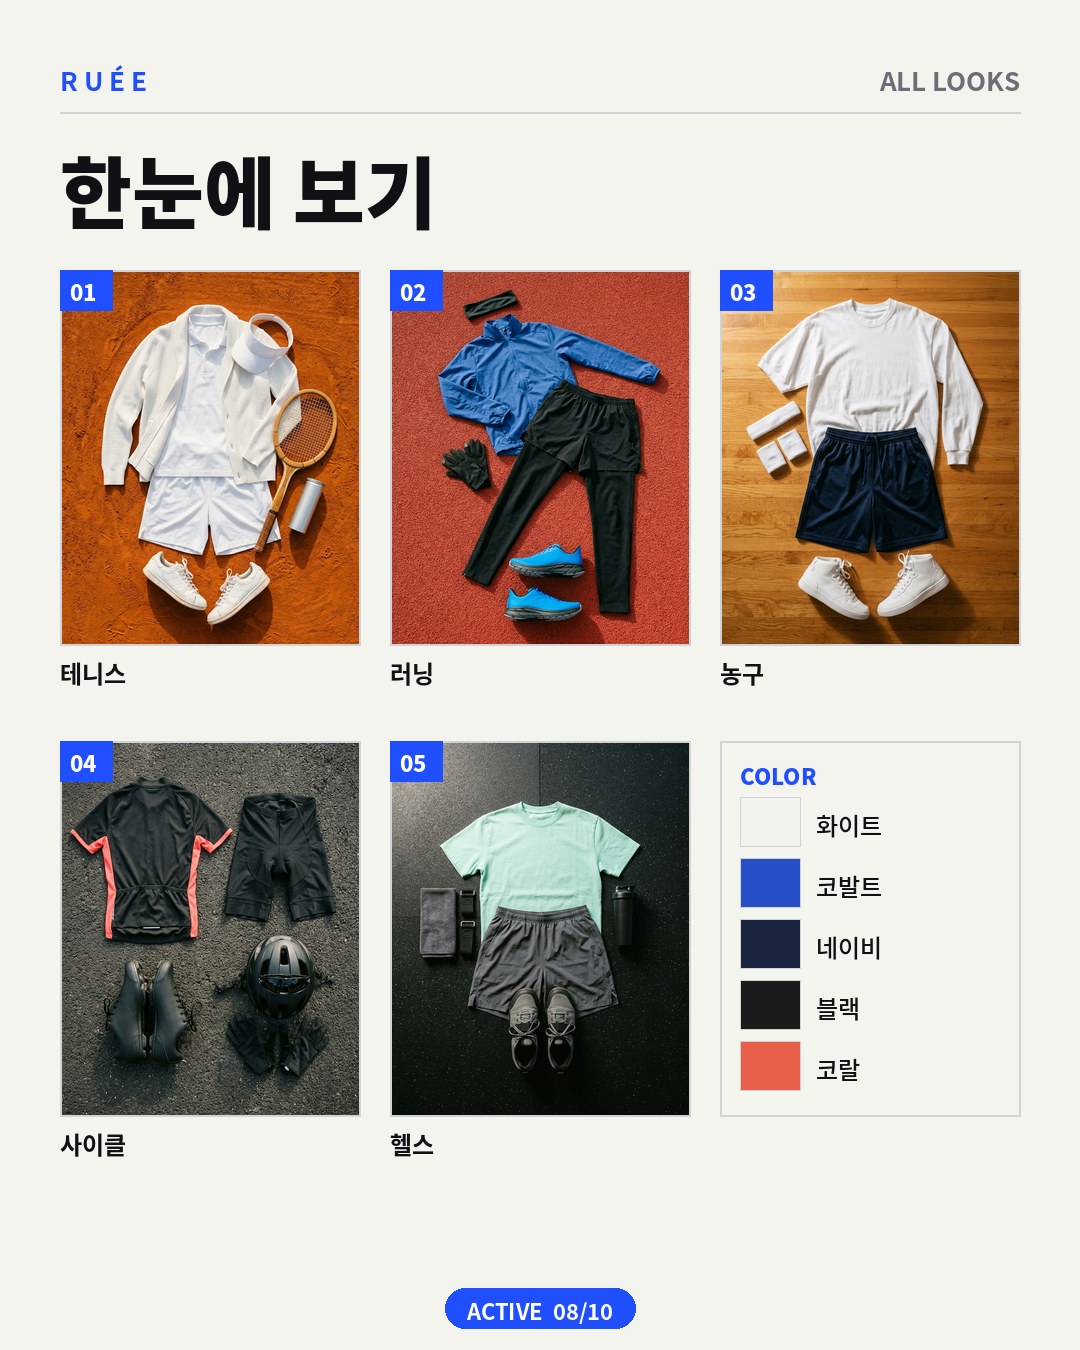 RUÉE
ALL LOOKS
한눈에 보기
01
02
03
테니스
러닝
농구
04
05
COLOR
화이트
코발트
네이비
블랙
코랄
사이클
헬스
ACTIVE 08/10